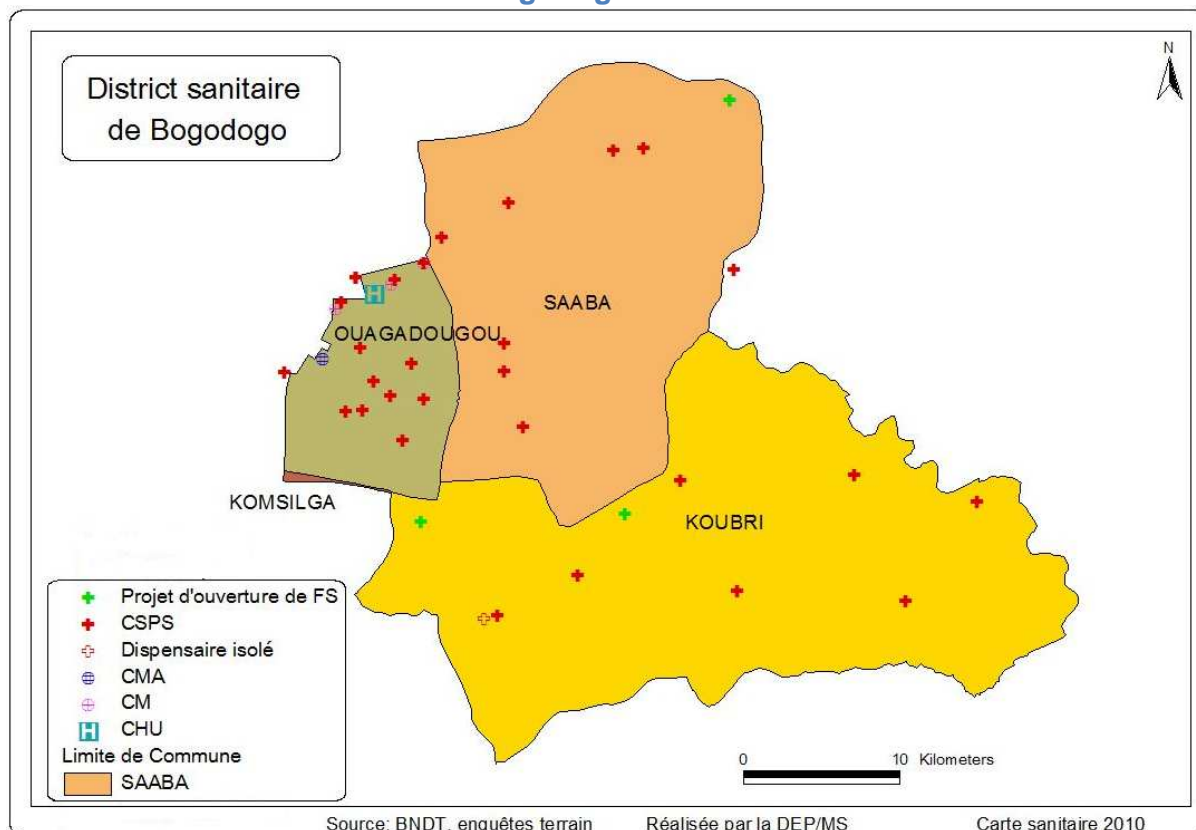 District sanitaire
de Bogodogo
N
SAABA
OUAGADOUGOU
KOMSILGA
KOUBRI
Projet d'ouverture de FS
CSPS
Dispensaire isolé
CMA
CM
CHU
Limite de Commune
SAABA
0 10 Kilometers
Source: BNDT, enquêtes terrain Réalisée par la DEP/MS Carte sanitaire 2010